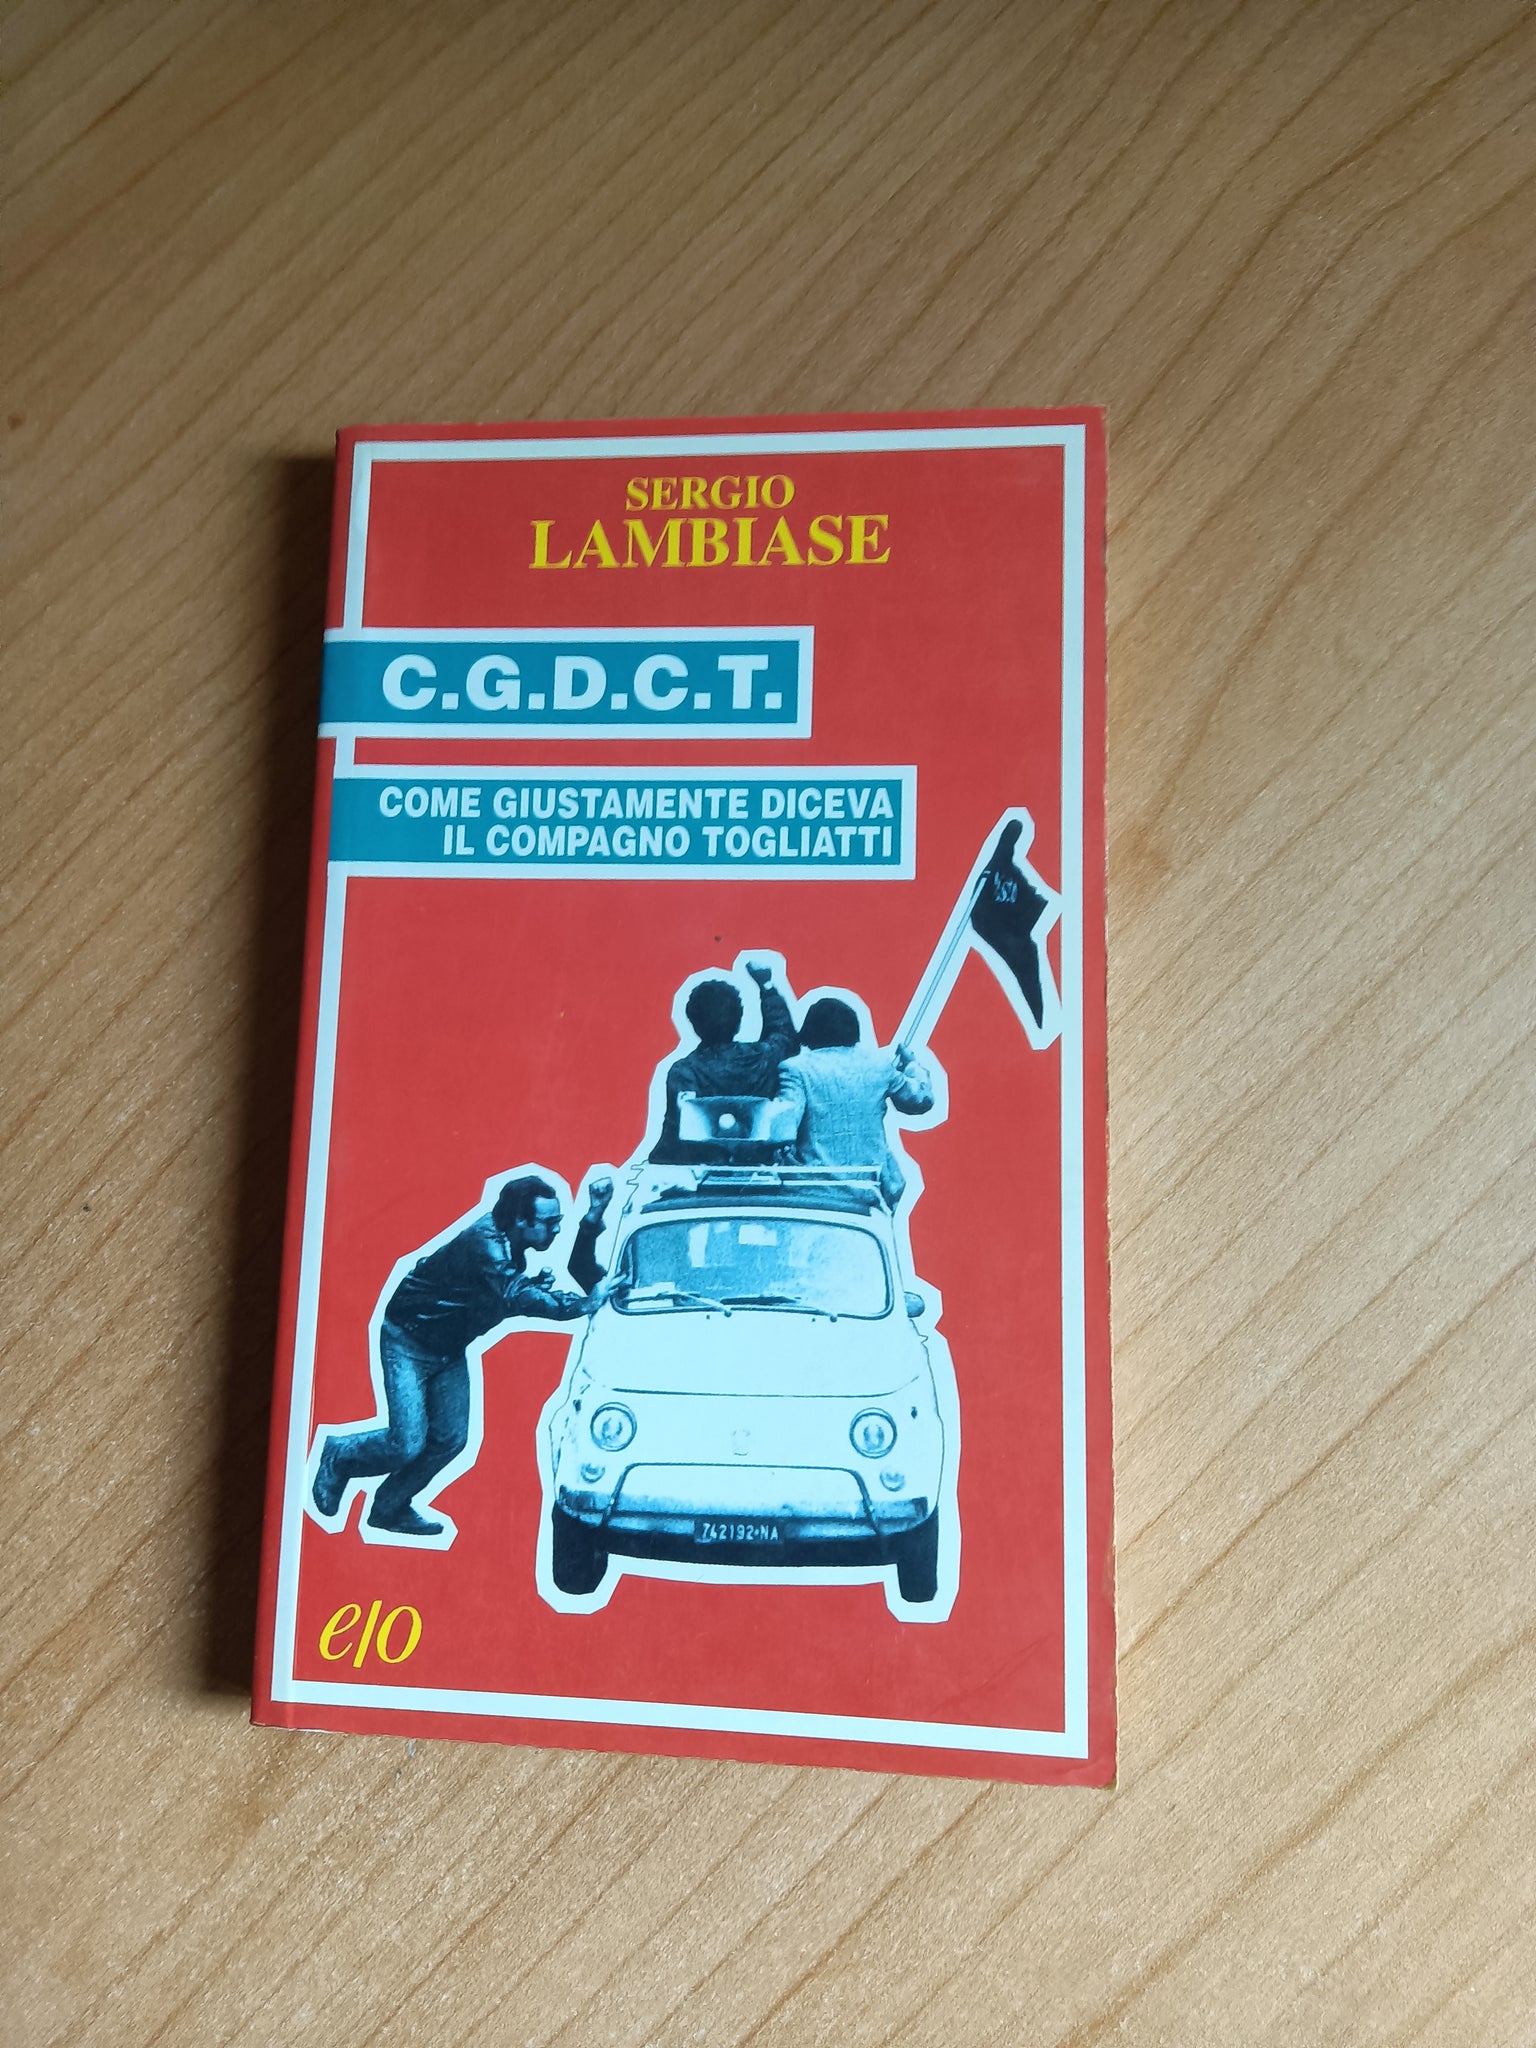 SERGIO
LAMBIASE
C.G.D.C.T.
COME GIUSTAMENTE DICEVA
IL COMPAGNO TOGLIATTI
742192•NA
e/o